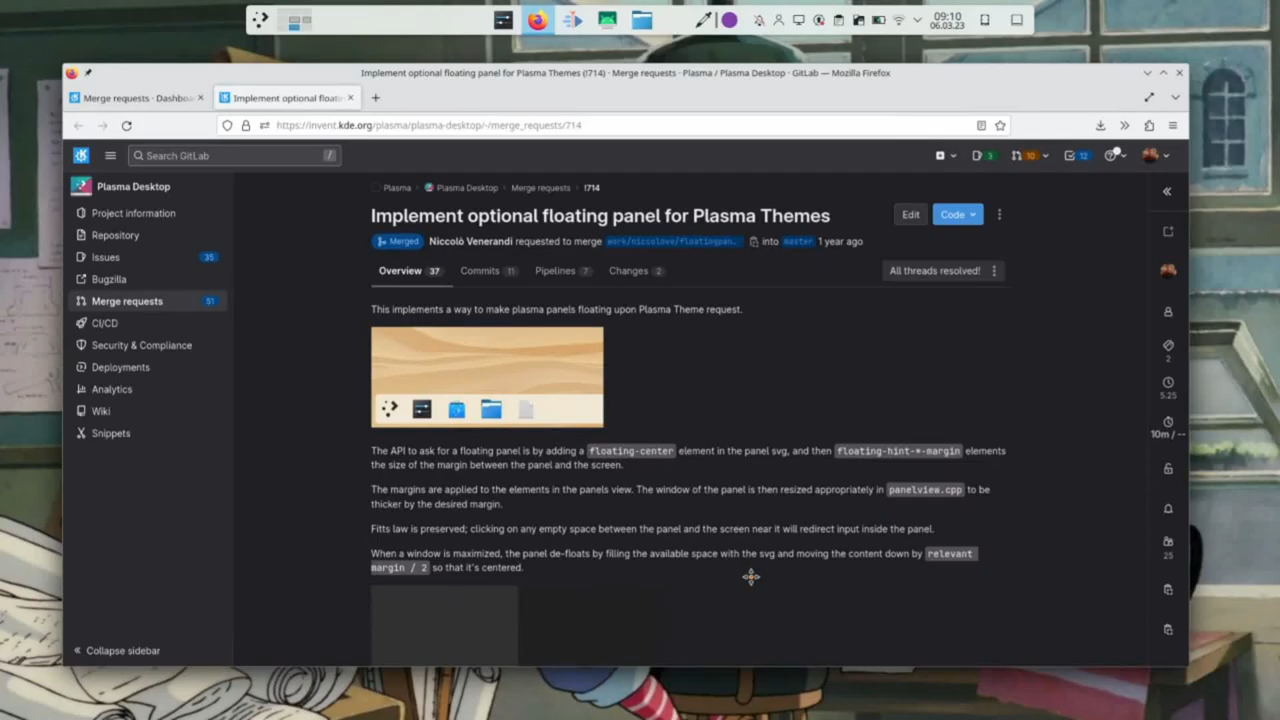 09:10
06.03.23
Implement optional floating panel for Plasma Themes (!714) · Merge requests · Plasma / Plasma Desktop · GitLab — Mozilla Firefox
Merge requests · Dashboa
Implement optional floati
https://invent.kde.org/plasma/plasma-desktop/-/merge_requests/714
Search GitLab
/
3
10
12
Plasma Desktop
Project information
Repository
Issues 35
Bugzilla
Merge requests 51
CI/CD
Security & Compliance
Deployments
Analytics
Wiki
Snippets
Collapse sidebar
Plasma › Plasma Desktop › Merge requests › !714
Implement optional floating panel for Plasma Themes
Edit
Code
Merged Niccolò Venerandi requested to merge work/niccolove/floatingpan… into master 1 year ago
Overview 37 Commits 11 Pipelines 7 Changes 2
All threads resolved!
This implements a way to make plasma panels floating upon Plasma Theme request.
The API to ask for a floating panel is by adding a floating-center element in the panel svg, and then floating-hint-*-margin elements
the size of the margin between the panel and the screen.
The margins are applied to the elements in the panels view. The window of the panel is then resized appropriately in panelview.cpp to be
thicker by the desired margin.
Fitts law is preserved; clicking on any empty space between the panel and the screen near it will redirect input inside the panel.
When a window is maximized, the panel de-floats by filling the available space with the svg and moving the content down by relevant
margin / 2 so that it's centered.
2
5.25
10m / --
25